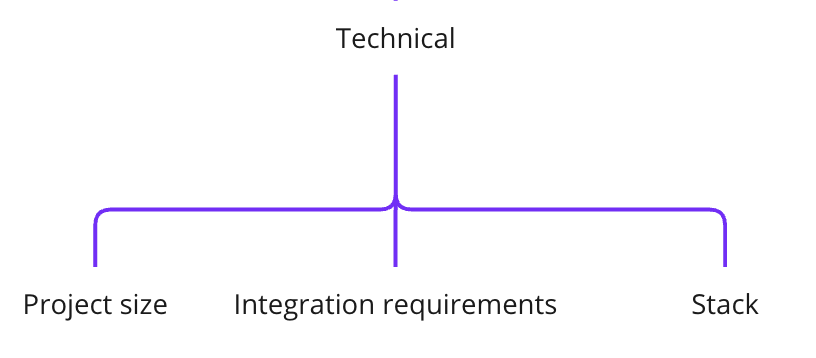 Technical
Project size
Integration requirements
Stack